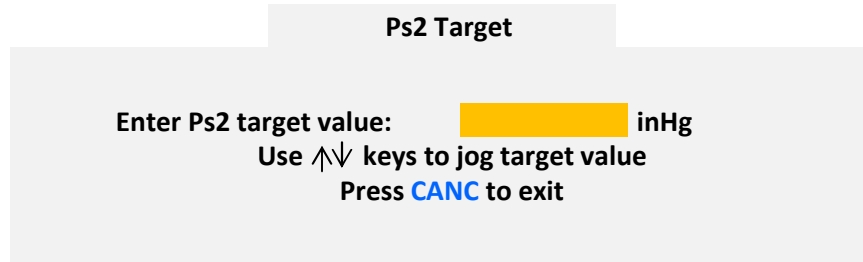 Ps2 Target
Enter Ps2 target value: inHg
Use ↑↓ keys to jog target value
Press CANC to exit